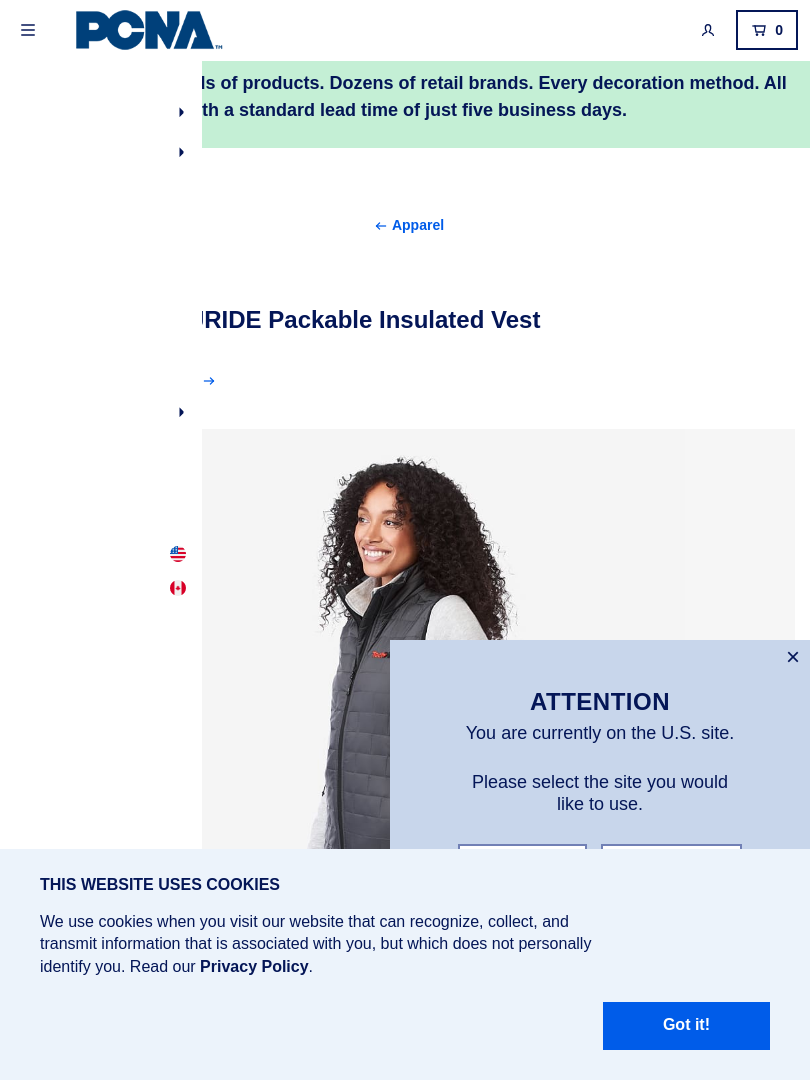 PCNA™
0
of products. Dozens of retail brands. Every decoration method. All
a standard lead time of just five business days.
← Apparel
Packable Insulated Vest
→
ATTENTION
You are currently on the U.S. site.
Please select the site you would
like to use.
THIS WEBSITE USES COOKIES
We use cookies when you visit our website that can recognize, collect, and
transmit information that is associated with you, but which does not personally
identify you. Read our Privacy Policy.
Got it!